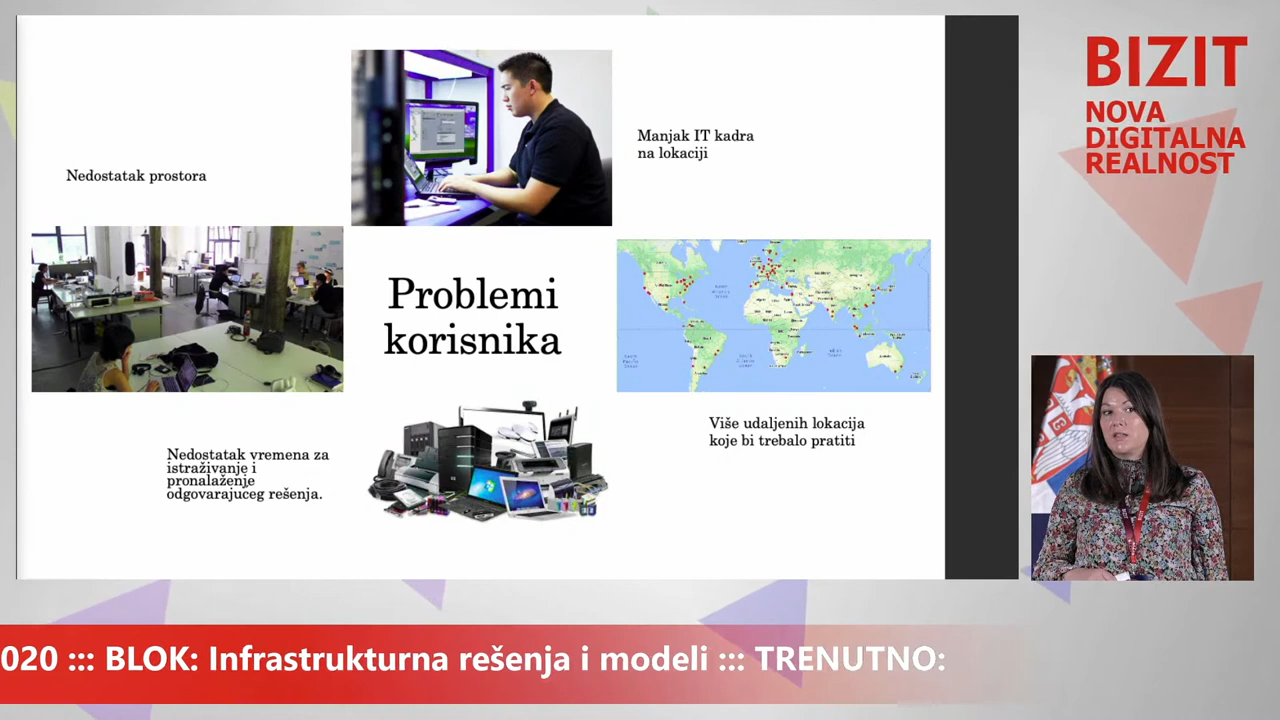 Nedostatak prostora
Manjak IT kadra
na lokaciji
Problemi
korisnika
Više udaljenih lokacija
koje bi trebalo pratiti
Nedostatak vremena za
istraživanje i
pronalaženje
odgovarajuceg rešenja.
BIZIT
NOVA
DIGITALNA
REALNOST
020 ::: BLOK: Infrastrukturna rešenja i modeli ::: TRENUTNO: